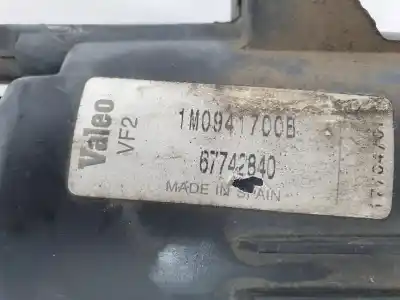 Valeo
VF2
1M0941700B
67742840
MADE IN SPAIN